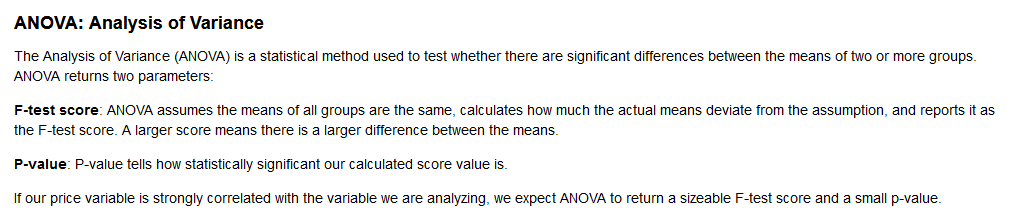 ANOVA: Analysis of Variance
The Analysis of Variance (ANOVA) is a statistical method used to test whether there are significant differences between the means of two or more groups.
ANOVA returns two parameters:
F-test score: ANOVA assumes the means of all groups are the same, calculates how much the actual means deviate from the assumption, and reports it as
the F-test score. A larger score means there is a larger difference between the means.
P-value: P-value tells how statistically significant our calculated score value is.
If our price variable is strongly correlated with the variable we are analyzing, we expect ANOVA to return a sizeable F-test score and a small p-value.